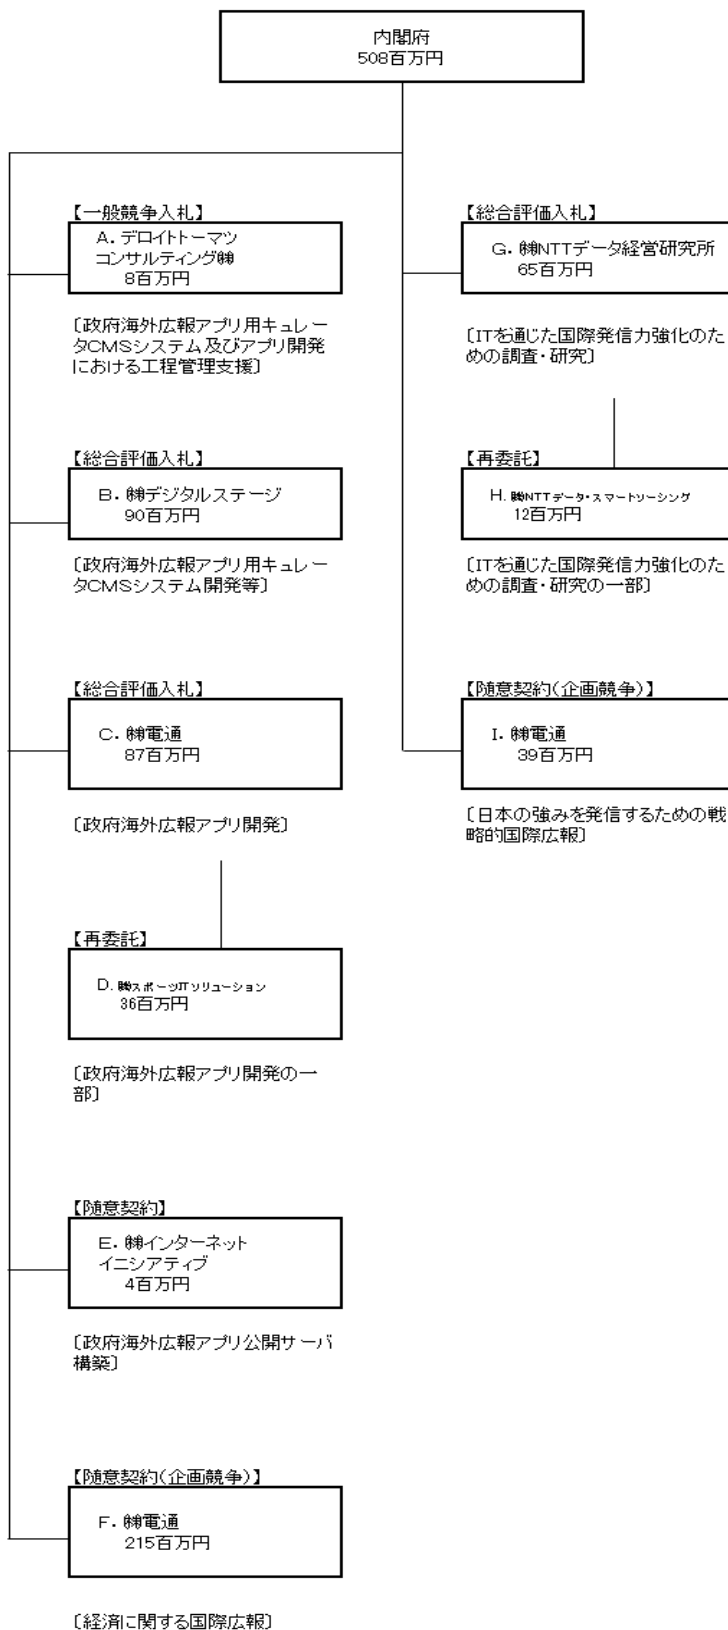 内閣府
508百万円
【一般競争入札】
A. デロイトトーマツ
コンサルティング㈱
8百万円
〔政府海外広報アプリ用キュレー
タCMSシステム及びアプリ開発
における工程管理支援〕
【総合評価入札】
B. ㈱デジタルステージ
90百万円
〔政府海外広報アプリ用キュレー
タCMSシステム開発等〕
【総合評価入札】
C. ㈱電通
87百万円
〔政府海外広報アプリ開発〕
【再委託】
D. ㈱スポーツITソリューション
36百万円
〔政府海外広報アプリ開発の一
部〕
【随意契約】
E. ㈱インターネット
イニシアティブ
4百万円
〔政府海外広報アプリ公開サーバ
構築〕
【随意契約(企画競争)】
F. ㈱電通
215百万円
〔経済に関する国際広報〕
【総合評価入札】
G. ㈱NTTデータ経営研究所
65百万円
〔ITを通じた国際発信力強化のた
めの調査・研究〕
【再委託】
H. ㈱NTTデータ・スマートソーシング
12百万円
〔ITを通じた国際発信力強化のた
めの調査・研究の一部〕
【随意契約(企画競争)】
I. ㈱電通
39百万円
〔日本の強みを発信するための戦
略的国際広報〕